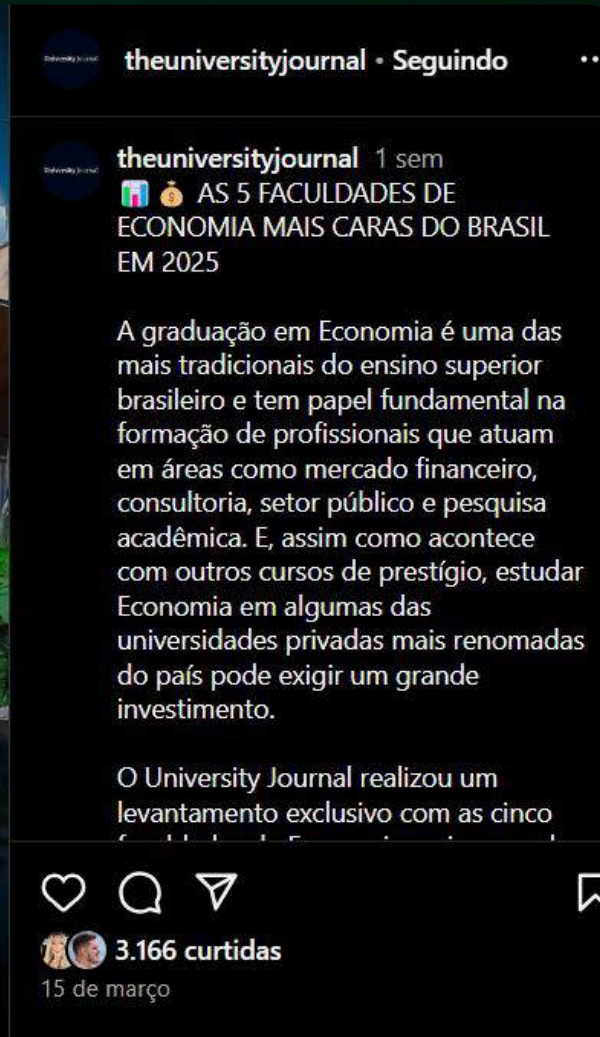 theuniversityjournal • Seguindo
theuniversityjournal 1 sem
📊 💰 AS 5 FACULDADES DE
ECONOMIA MAIS CARAS DO BRASIL
EM 2025
A graduação em Economia é uma das
mais tradicionais do ensino superior
brasileiro e tem papel fundamental na
formação de profissionais que atuam
em áreas como mercado financeiro,
consultoria, setor público e pesquisa
acadêmica. E, assim como acontece
com outros cursos de prestígio, estudar
Economia em algumas das
universidades privadas mais renomadas
do país pode exigir um grande
investimento.
O University Journal realizou um
levantamento exclusivo com as cinco
3.166 curtidas
15 de março